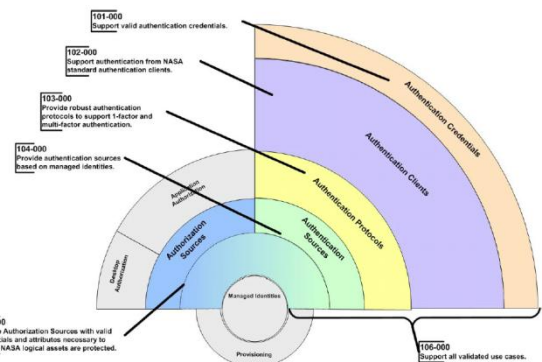 101-000
Support valid authentication credentials.
102-000
Support authentication from NASA
standard authentication clients.
103-000
Provide robust authentication
protocols to support 1-factor and
multi-factor authentication.
104-000
Provide authentication sources
based on managed identities.
Authentication Credentials
Authentication Clients
Authentication Protocols
Authentication
Sources
Application
Authorization
Authorization
Sources
Desktop
Authorization
Managed Identities
Provisioning
Authorization Sources with valid
and attributes necessary to
NASA logical assets are protected.
106-000
Support all validated use cases.